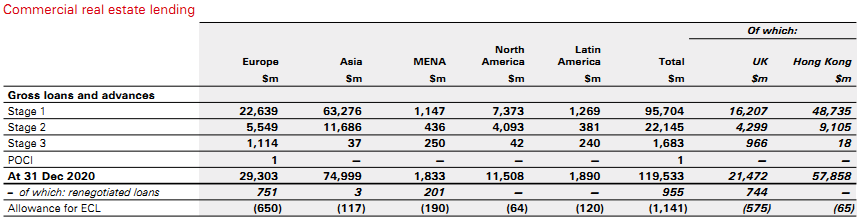 Commercial real estate lending
Of which:
Europe Asia MENA North America Latin America Total UK Hong Kong
$m $m $m $m $m $m $m $m
Gross loans and advances
Stage 1 22,639 63,276 1,147 7,373 1,269 95,704 16,207 48,735
Stage 2 5,549 11,686 436 4,093 381 22,145 4,299 9,105
Stage 3 1,114 37 250 42 240 1,683 966 18
POCI 1 — — — — 1 — —
At 31 Dec 2020 29,303 74,999 1,833 11,508 1,890 119,533 21,472 57,858
– of which: renegotiated loans 751 3 201 — — 955 744 —
Allowance for ECL (650) (117) (190) (64) (120) (1,141) (575) (65)